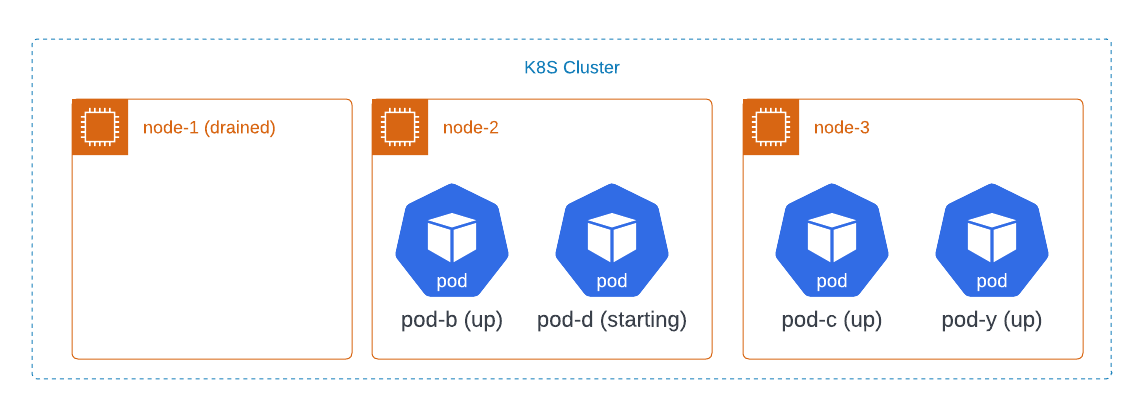 K8S Cluster
node-1 (drained)
node-2
node-3
pod
pod
pod
pod
pod-b (up)
pod-d (starting)
pod-c (up)
pod-y (up)